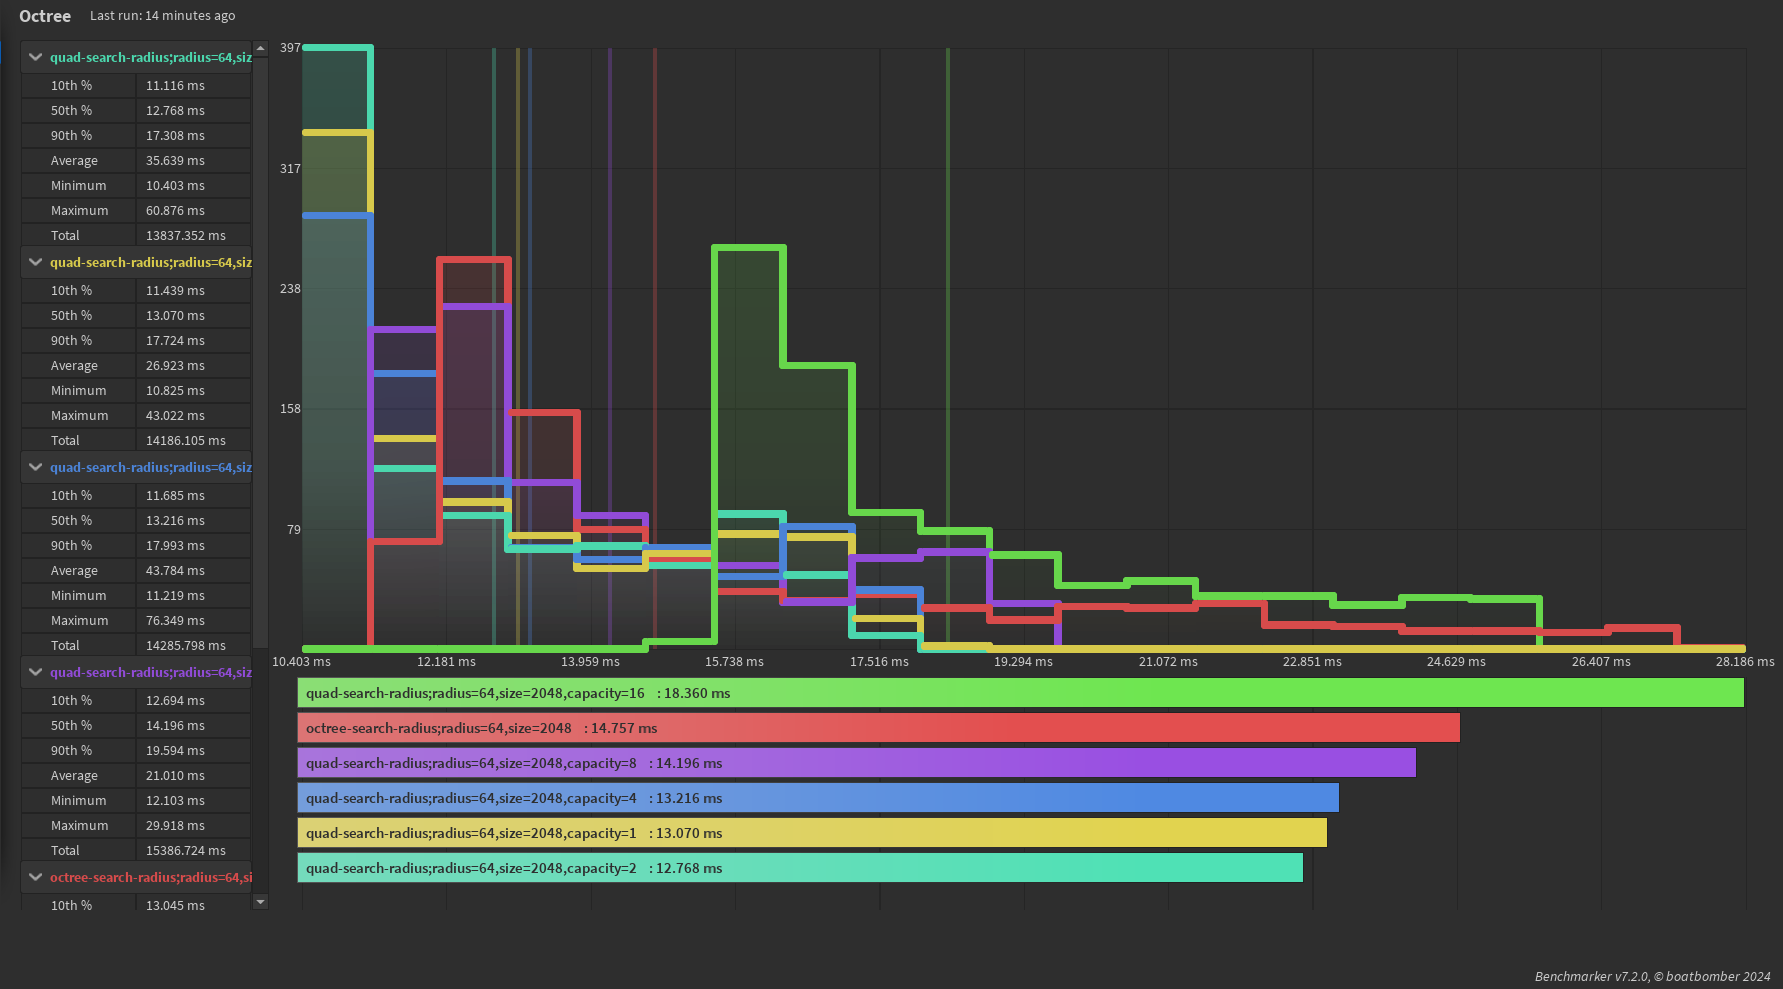 Octree Last run: 14 minutes ago
quad-search-radius;radius=64,siz
10th % 11.116 ms
50th % 12.768 ms
90th % 17.308 ms
Average 35.639 ms
Minimum 10.403 ms
Maximum 60.876 ms
Total 13837.352 ms
quad-search-radius;radius=64,siz
10th % 11.439 ms
50th % 13.070 ms
90th % 17.724 ms
Average 26.923 ms
Minimum 10.825 ms
Maximum 43.022 ms
Total 14186.105 ms
quad-search-radius;radius=64,siz
10th % 11.685 ms
50th % 13.216 ms
90th % 17.993 ms
Average 43.784 ms
Minimum 11.219 ms
Maximum 76.349 ms
Total 14285.798 ms
quad-search-radius;radius=64,siz
10th % 12.694 ms
50th % 14.196 ms
90th % 19.594 ms
Average 21.010 ms
Minimum 12.103 ms
Maximum 29.918 ms
Total 15386.724 ms
octree-search-radius;radius=64,si
10th % 13.045 ms
397
317
238
158
79
10.403 ms 12.181 ms 13.959 ms 15.738 ms 17.516 ms 19.294 ms 21.072 ms 22.851 ms 24.629 ms 26.407 ms 28.186 ms
quad-search-radius;radius=64,size=2048,capacity=16 : 18.360 ms
octree-search-radius;radius=64,size=2048 : 14.757 ms
quad-search-radius;radius=64,size=2048,capacity=8 : 14.196 ms
quad-search-radius;radius=64,size=2048,capacity=4 : 13.216 ms
quad-search-radius;radius=64,size=2048,capacity=1 : 13.070 ms
quad-search-radius;radius=64,size=2048,capacity=2 : 12.768 ms
Benchmarker v7.2.0, © boatbomber 2024